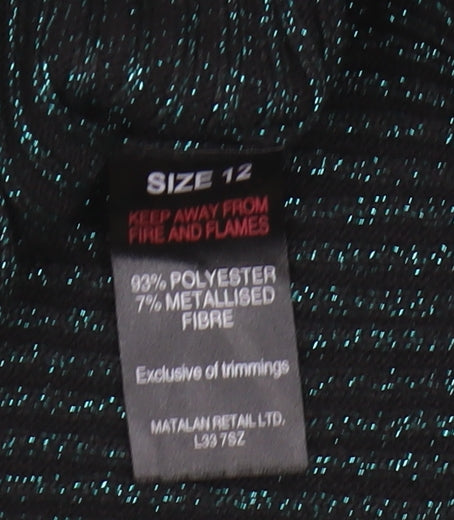 SIZE 12
KEEP AWAY FROM
FIRE AND FLAMES
93% POLYESTER
7% METALLISED
FIBRE
Exclusive of trimmings
MATALAN RETAIL LTD.
L33 7SZ